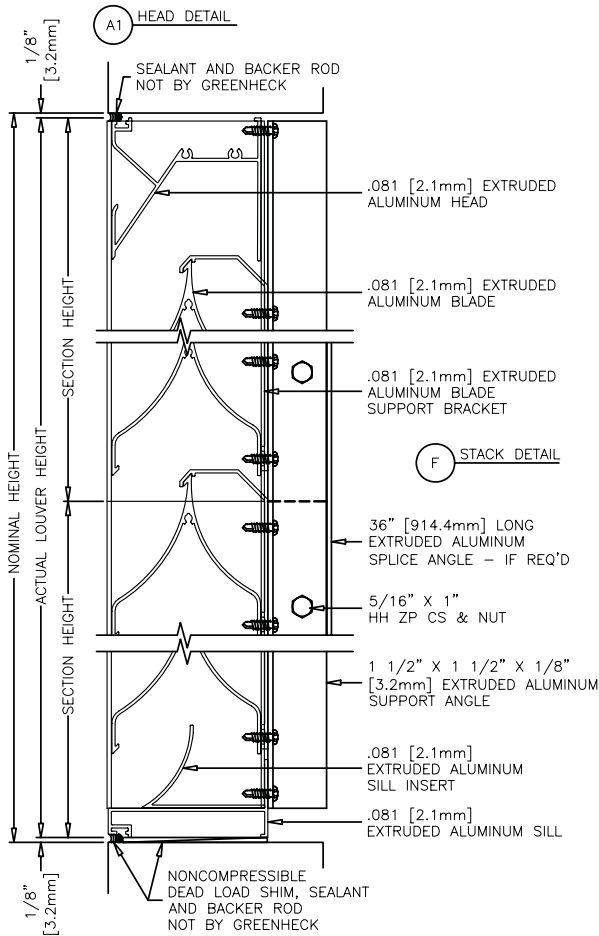 A1 HEAD DETAIL
1/8"
[3.2mm]
SEALANT AND BACKER ROD
NOT BY GREENHECK
.081 [2.1mm] EXTRUDED
ALUMINUM HEAD
.081 [2.1mm] EXTRUDED
ALUMINUM BLADE
.081 [2.1mm] EXTRUDED
ALUMINUM BLADE
SUPPORT BRACKET
F STACK DETAIL
36" [914.4mm] LONG
EXTRUDED ALUMINUM
SPLICE ANGLE – IF REQ'D
5/16" X 1"
HH ZP CS & NUT
1 1/2" X 1 1/2" X 1/8"
[3.2mm] EXTRUDED ALUMINUM
SUPPORT ANGLE
.081 [2.1mm]
EXTRUDED ALUMINUM
SILL INSERT
.081 [2.1mm]
EXTRUDED ALUMINUM SILL
NOMINAL HEIGHT
ACTUAL LOUVER HEIGHT
SECTION HEIGHT
SECTION HEIGHT
1/8"
[3.2mm]
NONCOMPRESSIBLE
DEAD LOAD SHIM, SEALANT
AND BACKER ROD
NOT BY GREENHECK